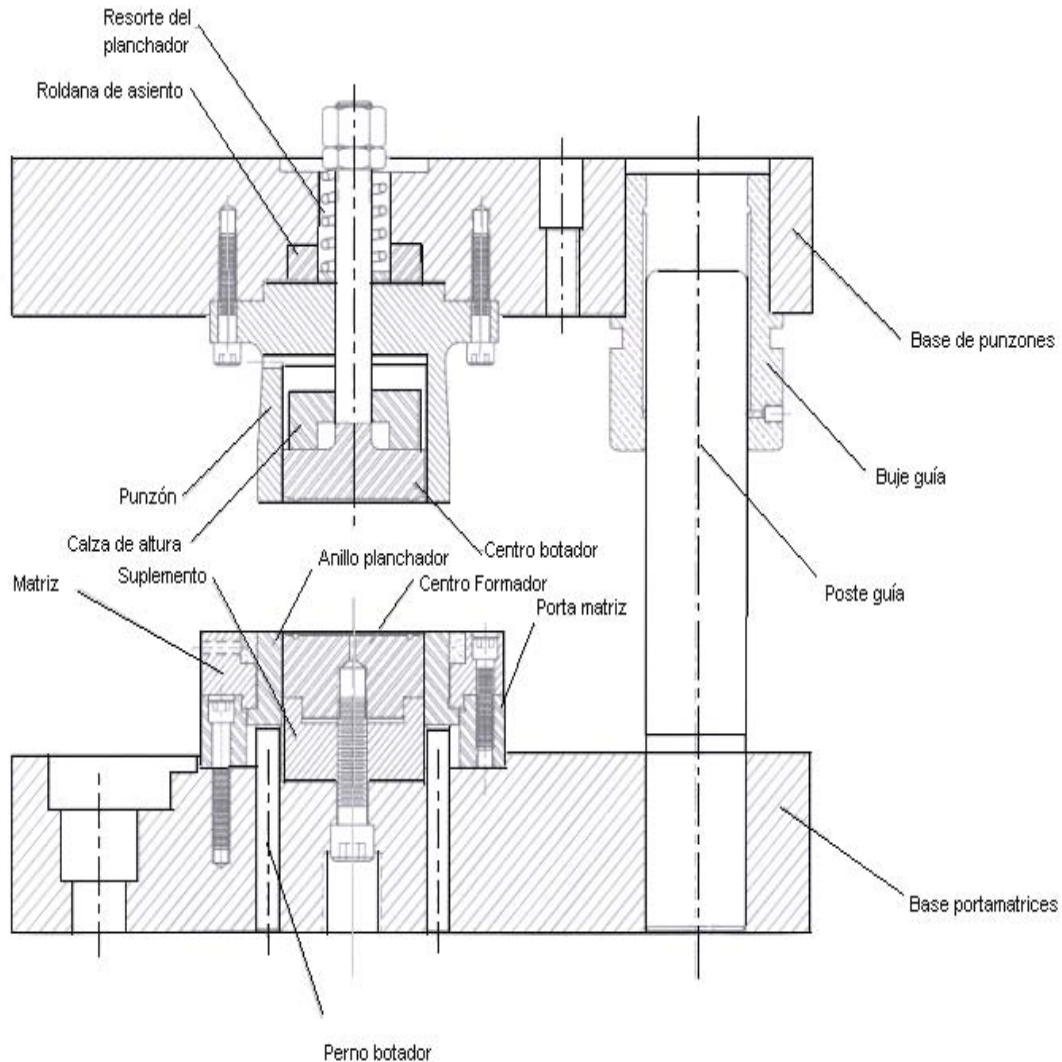 Resorte del
planchador
Roldana de asiento
Base de punzones
Buje guía
Punzón
Calza de altura
Centro botador
Anillo planchador
Suplemento
Centro Formador
Matriz
Porta matriz
Poste guía
Base portamatrices
Perno botador